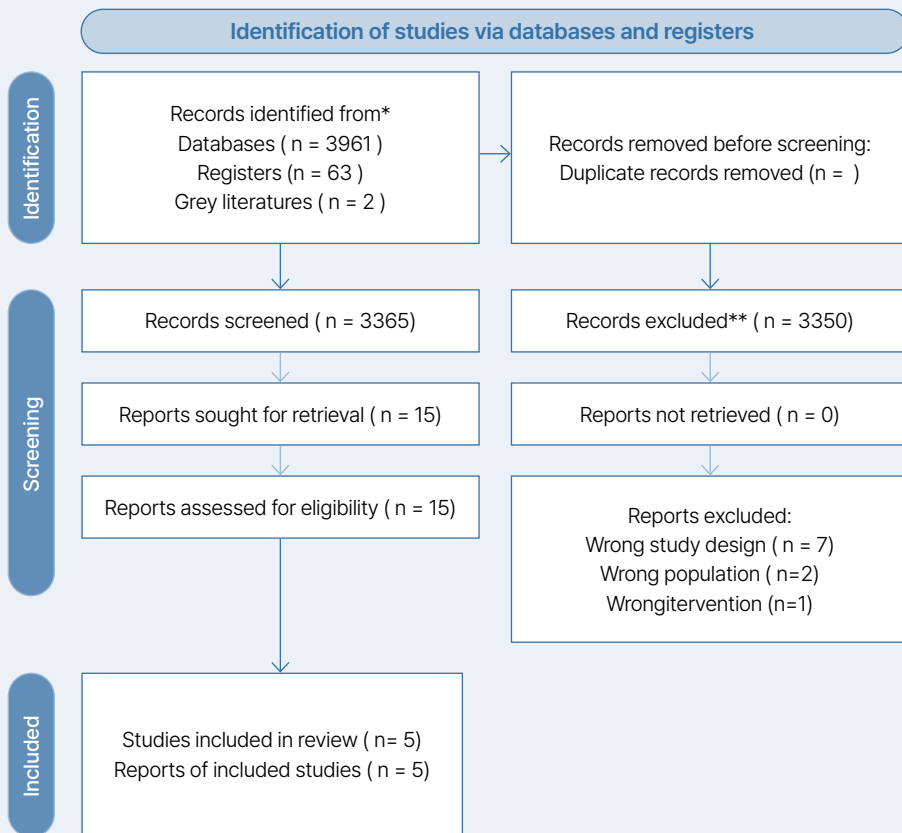 Identification of studies via databases and registers
Identification
Records identified from*
Databases ( n = 3961 )
Registers (n = 63 )
Grey literatures ( n = 2 )
Records removed before screening:
Duplicate records removed (n =  )
Screening
Records screened ( n = 3365)
Records excluded** ( n = 3350)
Reports sought for retrieval ( n = 15)
Reports not retrieved ( n = 0)
Reports assessed for eligibility ( n = 15)
Reports excluded:
Wrong study design ( n = 7)
Wrong population ( n=2)
Wrongitervention (n=1)
Included
Studies included in review ( n= 5)
Reports of included studies ( n = 5)